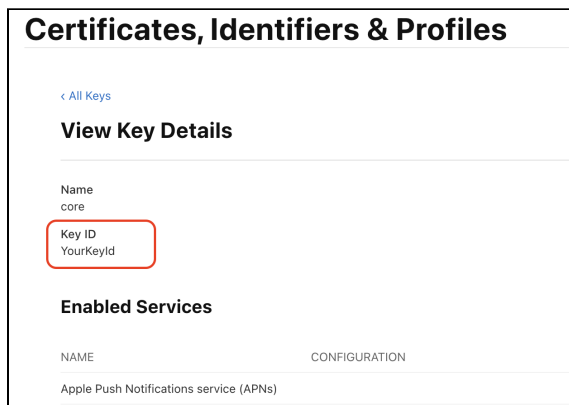 Certificates, Identifiers & Profiles
< All Keys
View Key Details
Name
core
Key ID
YourKeyId
Enabled Services
NAME CONFIGURATION
Apple Push Notifications service (APNs)